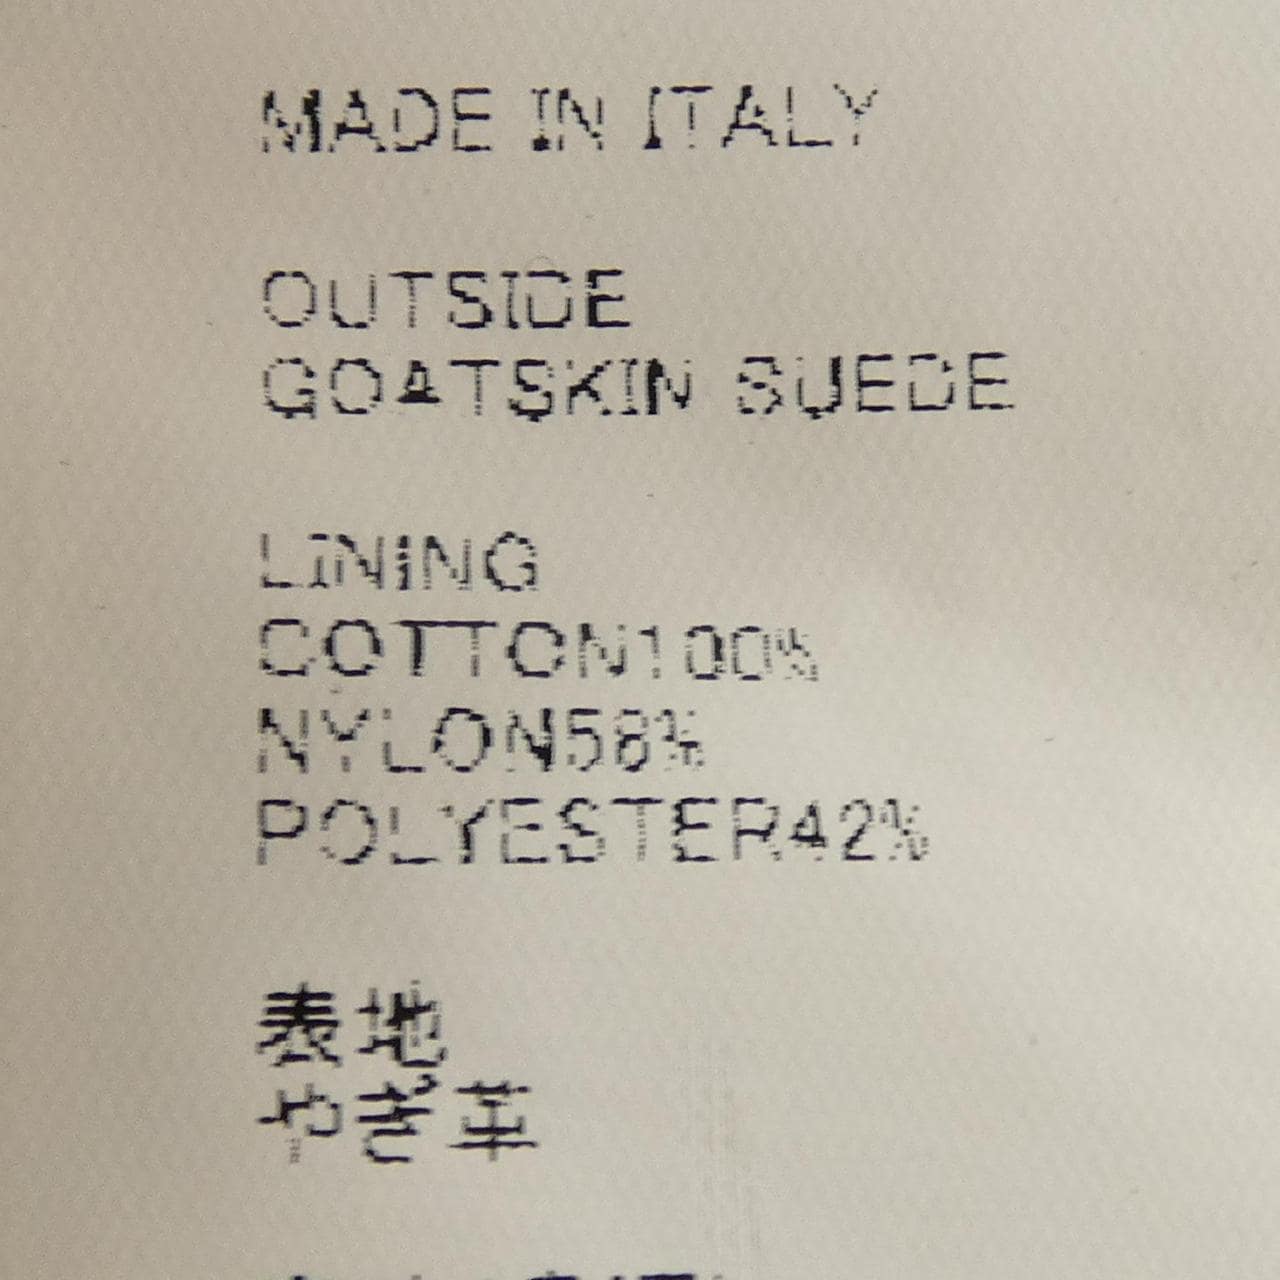 MADE IN ITALY
OUTSIDE
GOATSKIN SUEDE
LINING
COTTON100%
NYLON58%
POLYESTER42%
表地
やぎ革